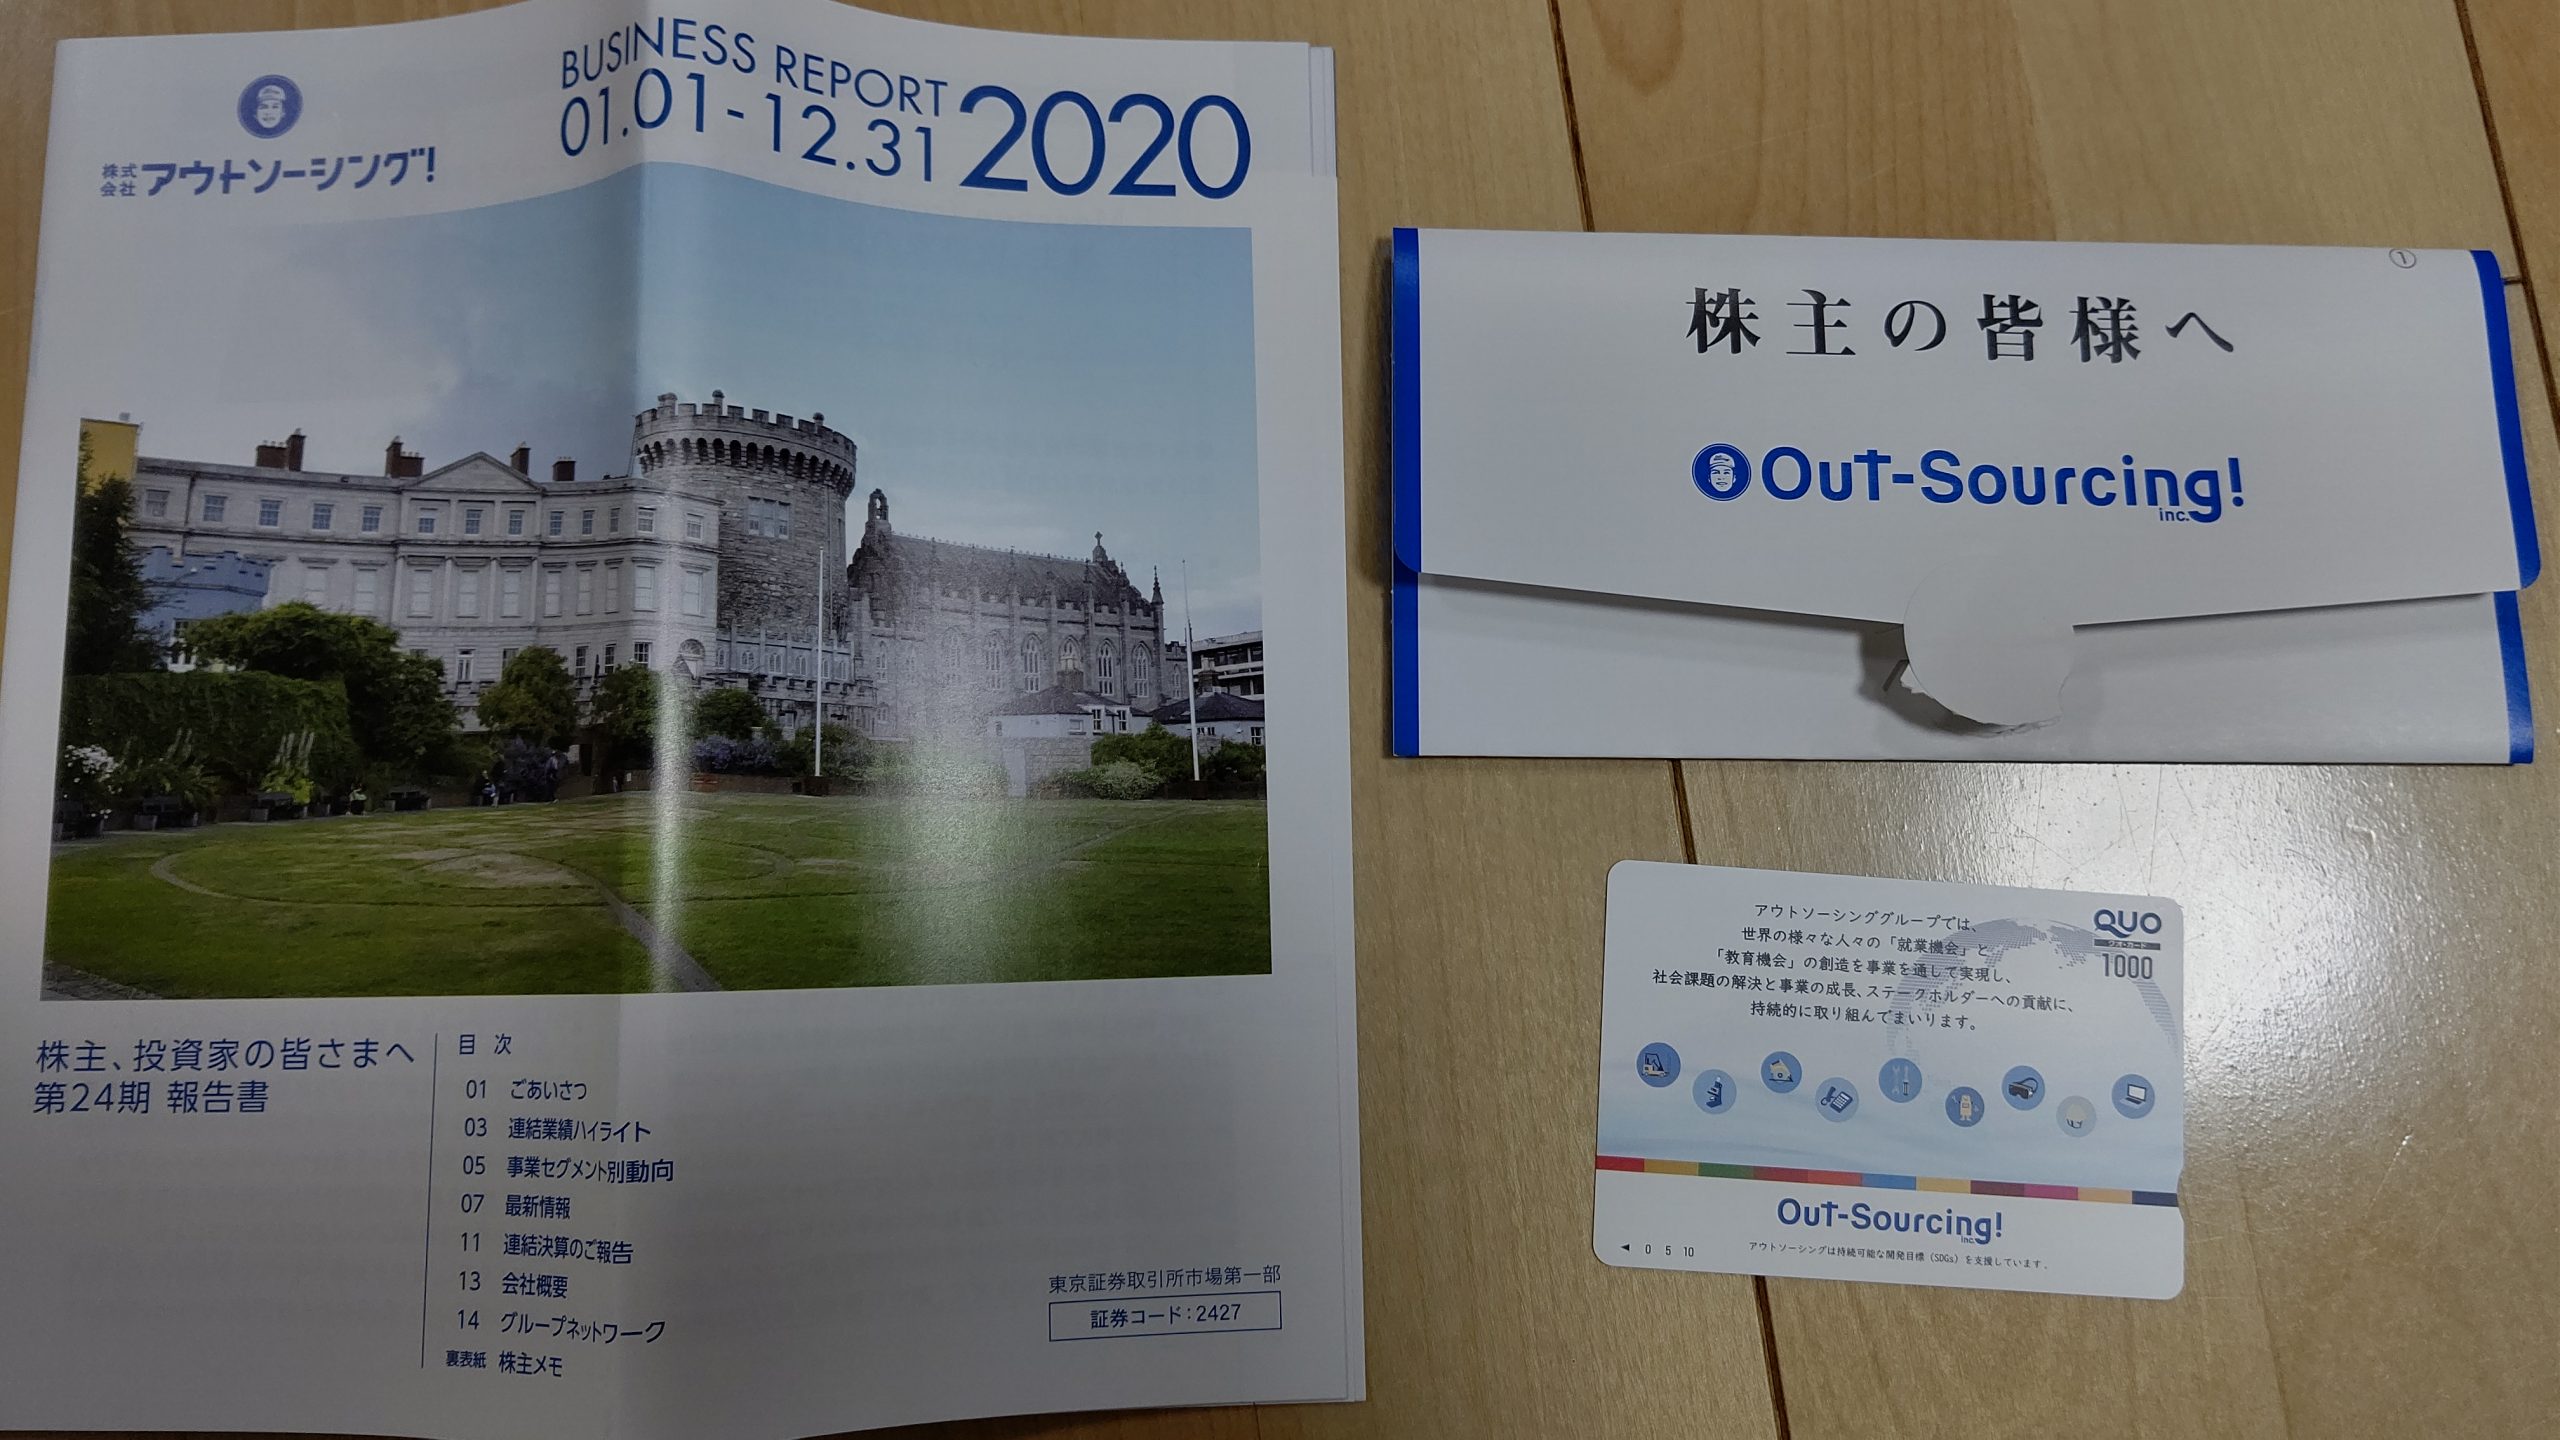 BUSINESS REPORT
01.01-12.31 2020
株式会社 アウトソーシング!
株主、投資家の皆さまへ
第24期 報告書
目 次
01 ごあいさつ
03 連結業績ハイライト
05 事業セグメント別動向
07 最新情報
11 連結決算のご報告
13 会社概要
14 グループネットワーク
裏表紙 株主メモ
東京証券取引所市場第一部
証券コード:2427
①
株主の皆様へ
Out-Sourcing!
inc.
QUO
クオ・カード
1000
アウトソーシンググループでは、
世界の様々な人々の「就業機会」と
「教育機会」の創造を事業を通して実現し、
社会課題の解決と事業の成長、ステークホルダーへの貢献に、
持続的に取り組んでまいります。
Out-Sourcing!
inc.
◀ 0 5 10
アウトソーシングは持続可能な開発目標（SDGs）を支援しています．